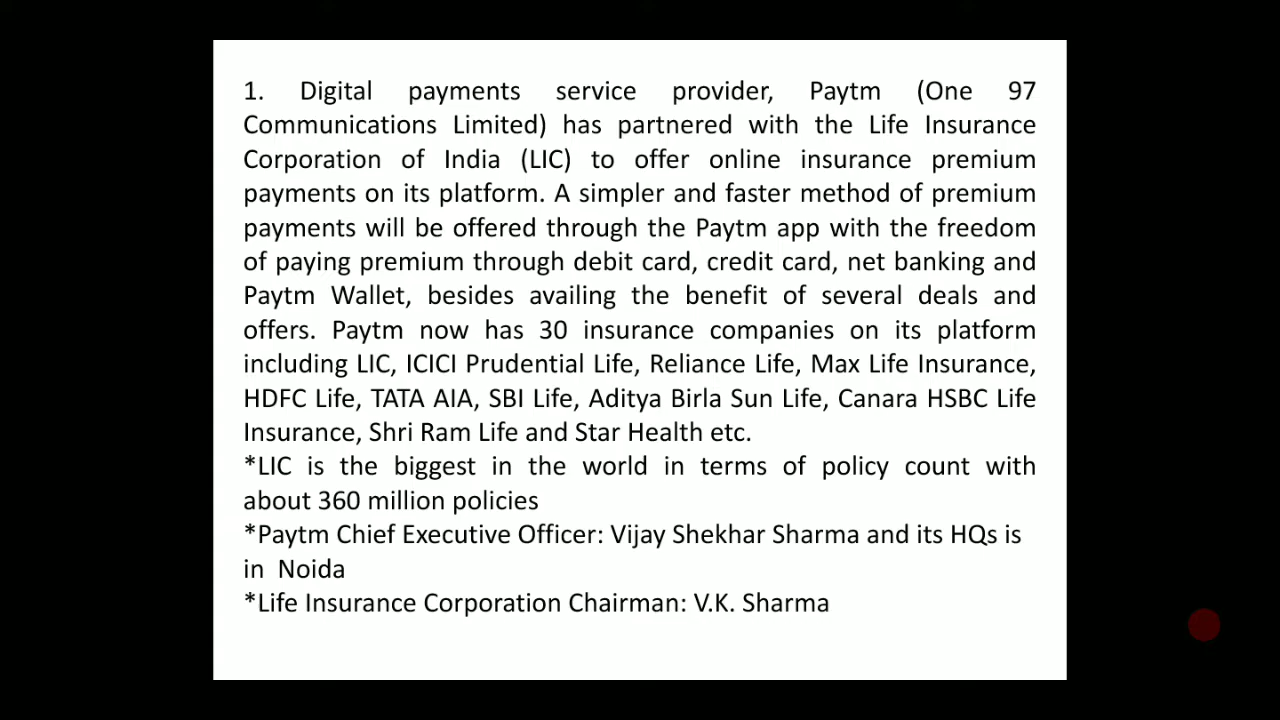 1. Digital payments service provider, Paytm (One 97
Communications Limited) has partnered with the Life Insurance
Corporation of India (LIC) to offer online insurance premium
payments on its platform. A simpler and faster method of premium
payments will be offered through the Paytm app with the freedom
of paying premium through debit card, credit card, net banking and
Paytm Wallet, besides availing the benefit of several deals and
offers. Paytm now has 30 insurance companies on its platform
including LIC, ICICI Prudential Life, Reliance Life, Max Life Insurance,
HDFC Life, TATA AIA, SBI Life, Aditya Birla Sun Life, Canara HSBC Life
Insurance, Shri Ram Life and Star Health etc.
*LIC is the biggest in the world in terms of policy count with
about 360 million policies
*Paytm Chief Executive Officer: Vijay Shekhar Sharma and its HQs is
in Noida
*Life Insurance Corporation Chairman: V.K. Sharma